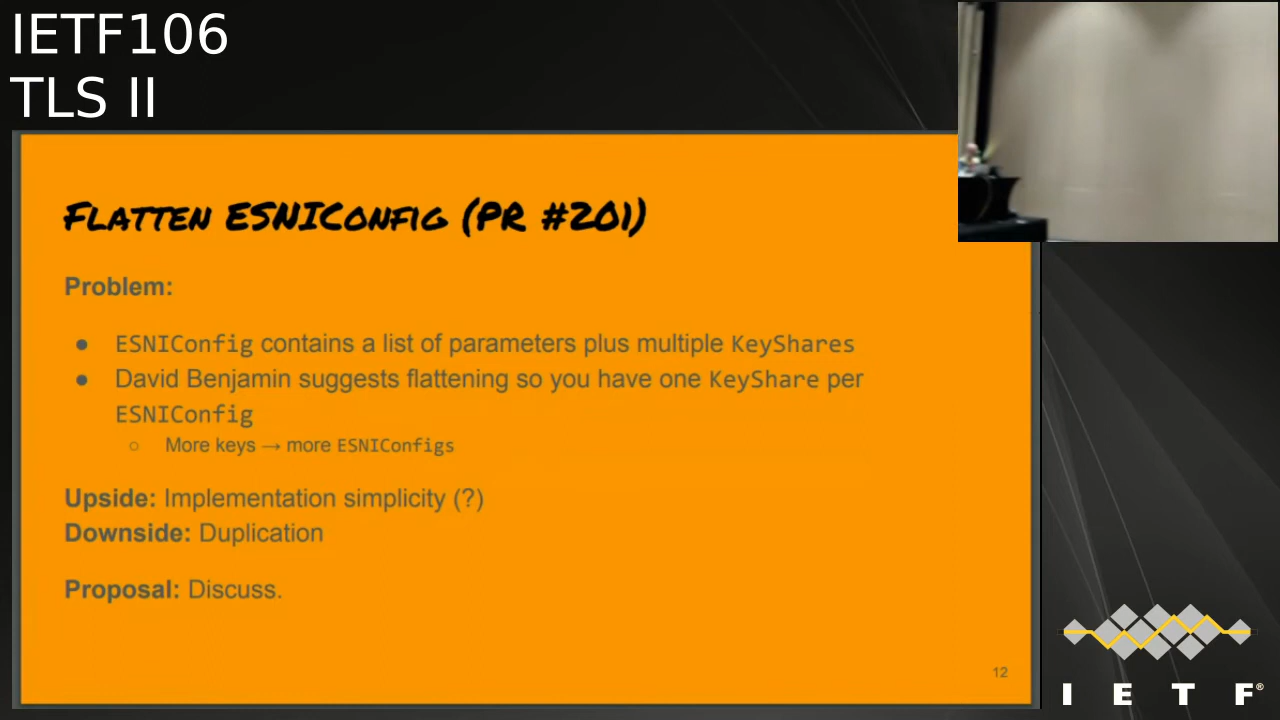 IETF106
TLS II
FLATTEN ESNICONFIG (PR #201)
Problem:
● ESNIConfig contains a list of parameters plus multiple KeyShares
● David Benjamin suggests flattening so you have one KeyShare per
ESNIConfig
○ More keys → more ESNIConfigs
Upside: Implementation simplicity (?)
Downside: Duplication
Proposal: Discuss.
12
I E T F®